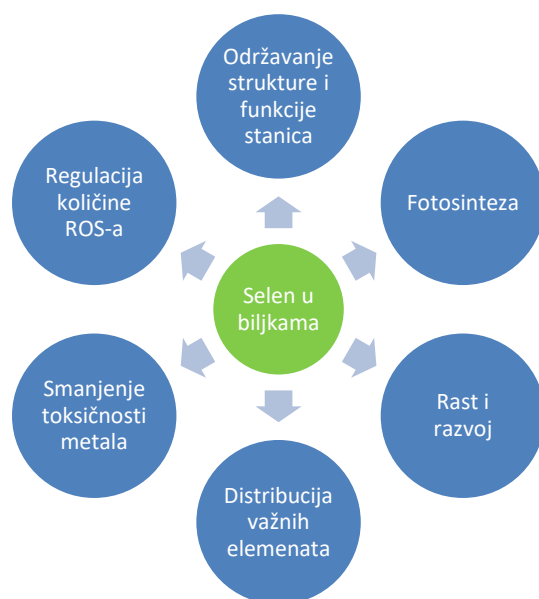 Održavanje
strukture i
funkcije
stanica
Regulacija
količine
ROS-a
Fotosinteza
Selen u
biljkama
Smanjenje
toksičnosti
metala
Rast i
razvoj
Distribucija
važnih
elemenata